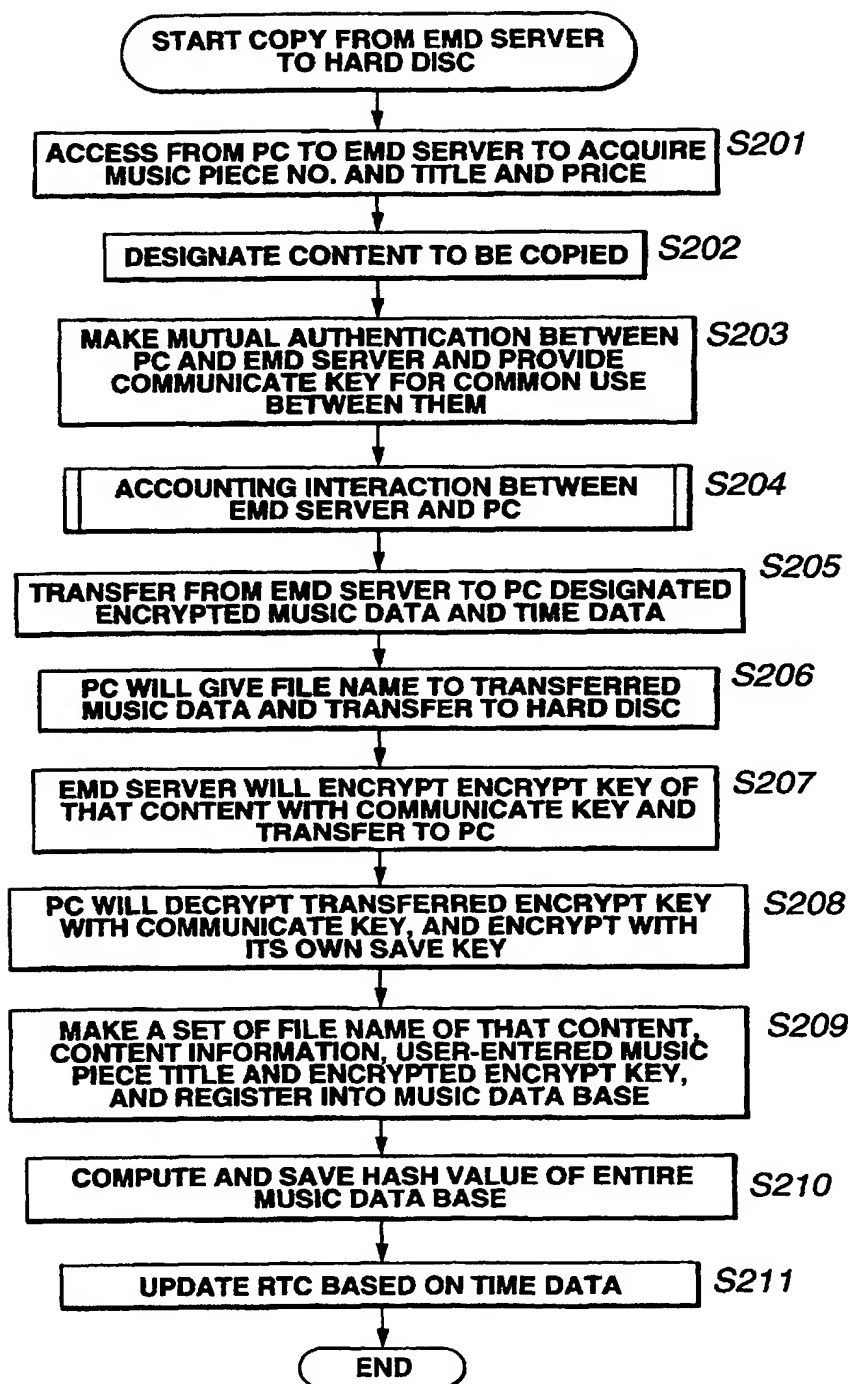 START COPY FROM EMD SERVER
TO HARD DISC
ACCESS FROM PC TO EMD SERVER TO ACQUIRE
MUSIC PIECE NO. AND TITLE AND PRICE
S201
DESIGNATE CONTENT TO BE COPIED
S202
MAKE MUTUAL AUTHENTICATION BETWEEN
PC AND EMD SERVER AND PROVIDE
COMMUNICATE KEY FOR COMMON USE
BETWEEN THEM
S203
ACCOUNTING INTERACTION BETWEEN
EMD SERVER AND PC
S204
TRANSFER FROM EMD SERVER TO PC DESIGNATED
ENCRYPTED MUSIC DATA AND TIME DATA
S205
PC WILL GIVE FILE NAME TO TRANSFERRED
MUSIC DATA AND TRANSFER TO HARD DISC
S206
EMD SERVER WILL ENCRYPT ENCRYPT KEY OF
THAT CONTENT WITH COMMUNICATE KEY AND
TRANSFER TO PC
S207
PC WILL DECRYPT TRANSFERRED ENCRYPT KEY
WITH COMMUNICATE KEY, AND ENCRYPT WITH
ITS OWN SAVE KEY
S208
MAKE A SET OF FILE NAME OF THAT CONTENT,
CONTENT INFORMATION, USER-ENTERED MUSIC
PIECE TITLE AND ENCRYPTED ENCRYPT KEY,
AND REGISTER INTO MUSIC DATA BASE
S209
COMPUTE AND SAVE HASH VALUE OF ENTIRE
MUSIC DATA BASE
S210
UPDATE RTC BASED ON TIME DATA
S211
END